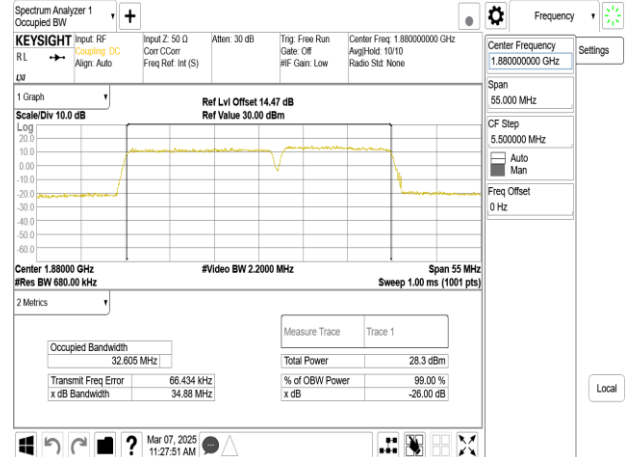 Spectrum Analyzer 1
Occupied BW
Frequency
KEYSIGHT
RL
LXI
Input: RF
Coupling: DC
Align: Auto
Input Z: 50 Ω
Corr CCorr
Freq Ref: Int (S)
Atten: 30 dB
Trig: Free Run
Gate: Off
#IF Gain: Low
Center Freq: 1.880000000 GHz
Avg|Hold: 10/10
Radio Std: None
Center Frequency
1.880000000 GHz
Settings
Span
55.000 MHz
CF Step
5.500000 MHz
Auto
Man
Freq Offset
0 Hz
Local
1 Graph
Scale/Div 10.0 dB
Ref Lvl Offset 14.47 dB
Ref Value 30.00 dBm
Log
20.0
10.0
0.00
-10.0
-20.0
-30.0
-40.0
-50.0
-60.0
Center 1.88000 GHz
#Video BW 2.2000 MHz
Span 55 MHz
#Res BW 680.00 kHz
Sweep 1.00 ms (1001 pts)
2 Metrics
Measure Trace Trace 1
Occupied Bandwidth
32.605 MHz
Total Power 28.3 dBm
Transmit Freq Error 66.434 kHz
% of OBW Power 99.00 %
x dB Bandwidth 34.88 MHz
x dB -26.00 dB
?
Mar 07, 2025
11:27:51 AM